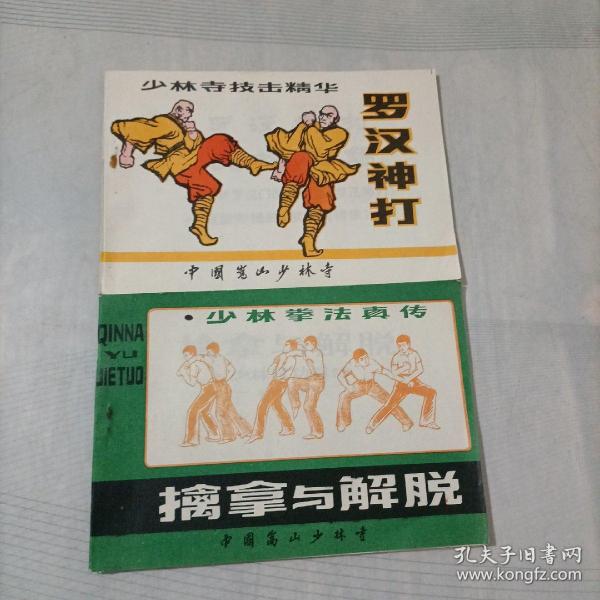 少林寺技击精华
罗汉神打
中国嵩山少林寺
·少林拳法真传
QINNA
YU
JIETUO
擒拿与解脱
中国嵩山少林寺
孔夫子旧书网
www.kongfz.com